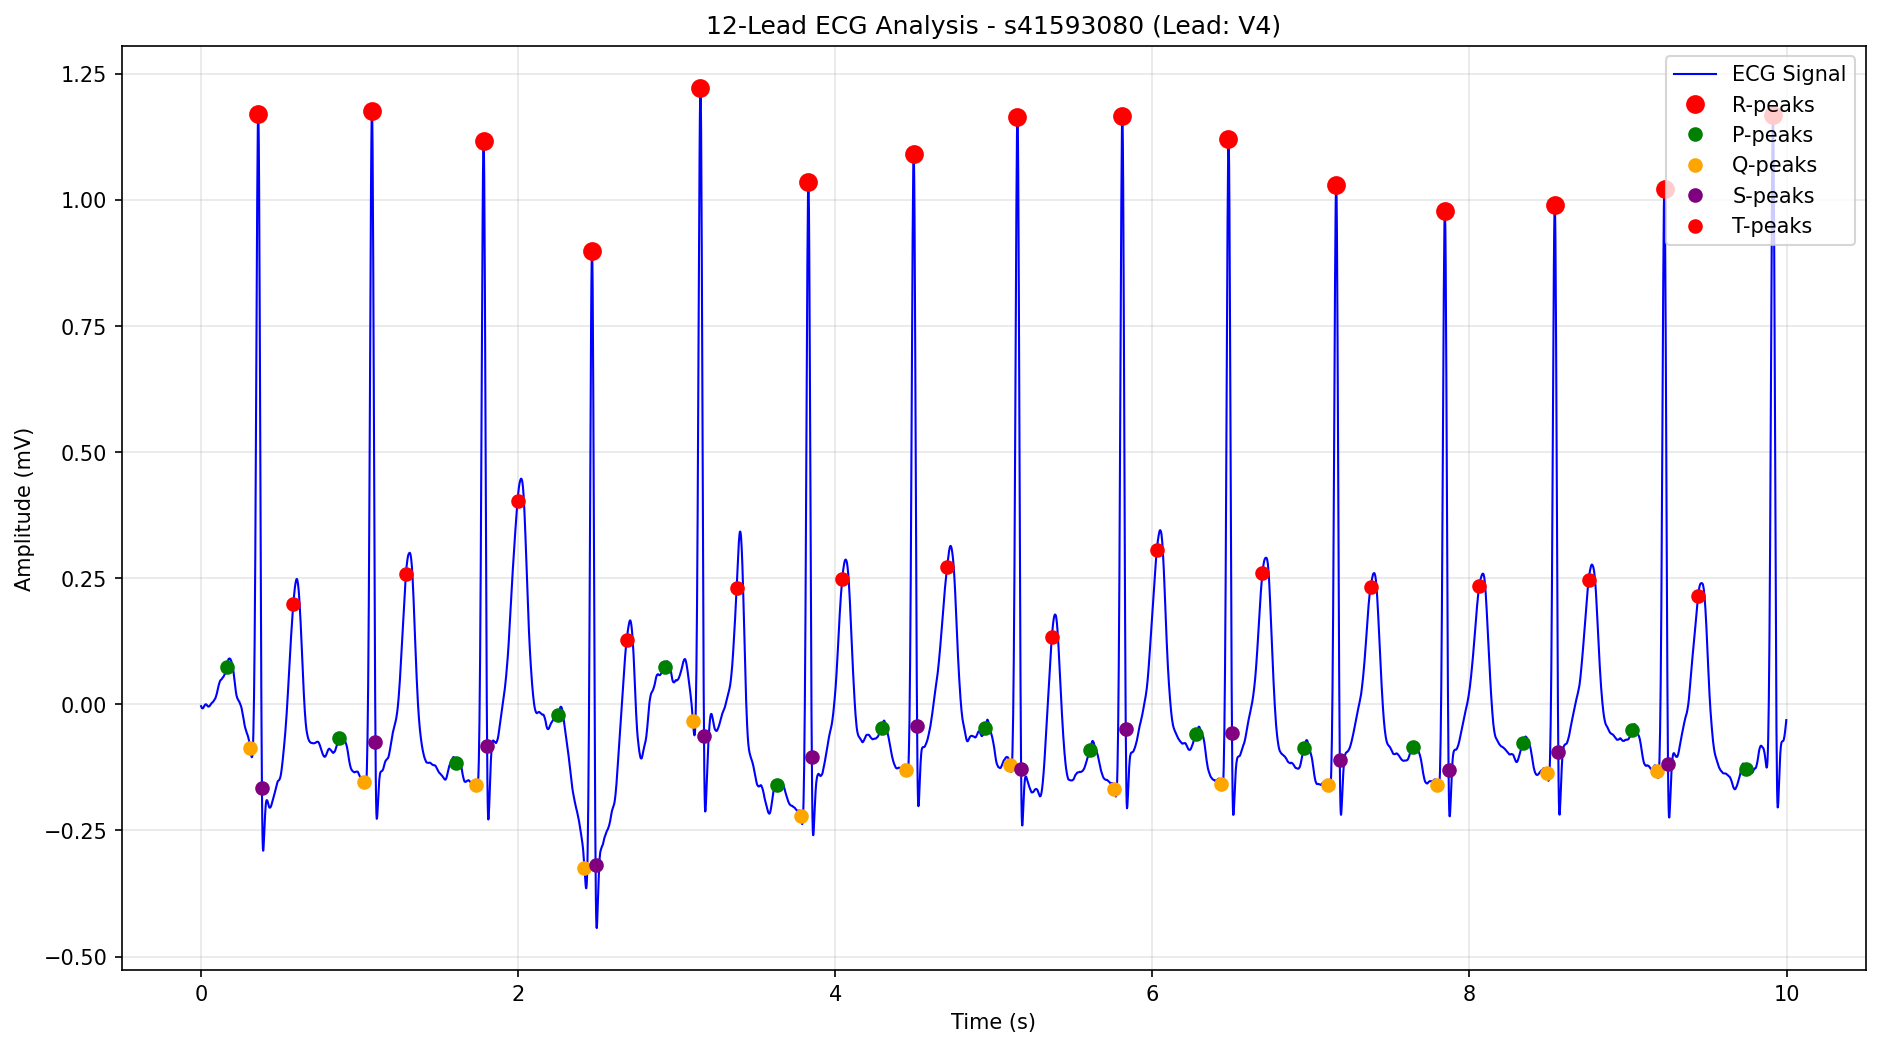 12-Lead ECG Analysis - s41593080 (Lead: V4)
ECG Signal
R-peaks
P-peaks
Q-peaks
S-peaks
T-peaks
Amplitude (mV)
1.25
1.00
0.75
0.50
0.25
0.00
−0.25
−0.50
0 2 4 6 8 10
Time (s)